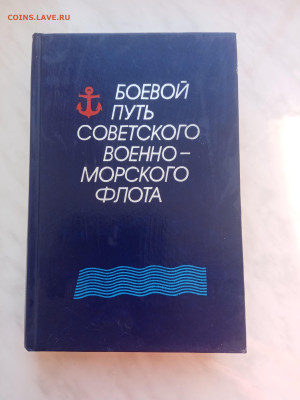 COINS.LAVE.RU
БОЕВОЙ
ПУТЬ
СОВЕТСКОГО
ВОЕННО–
МОРСКОГО
ФЛОТА